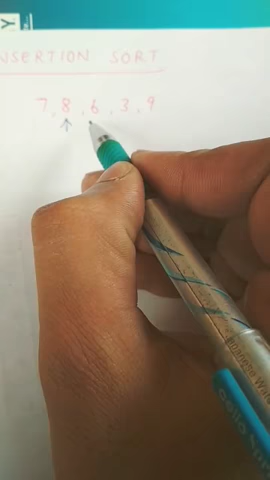 NSERTION SORT
7, 8, 6, 3, 9